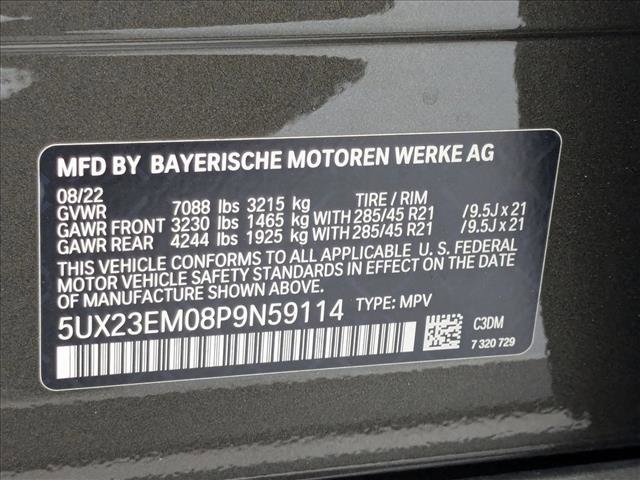 MFD BY BAYERISCHE MOTOREN WERKE AG
08/22 TIRE / RIM
GVWR 7088 lbs 3215 kg
GAWR FRONT 3230 lbs 1465 kg WITH 285/45 R21 /9.5J x 21
GAWR REAR 4244 lbs 1925 kg WITH 285/45 R21 /9.5J x 21
THIS VEHICLE CONFORMS TO ALL APPLICABLE U. S. FEDERAL
MOTOR VEHICLE SAFETY STANDARDS IN EFFECT ON THE DATE
OF MANUFACTURE SHOWN ABOVE.
5UX23EM08P9N59114 TYPE: MPV
C3DM
7 320 729